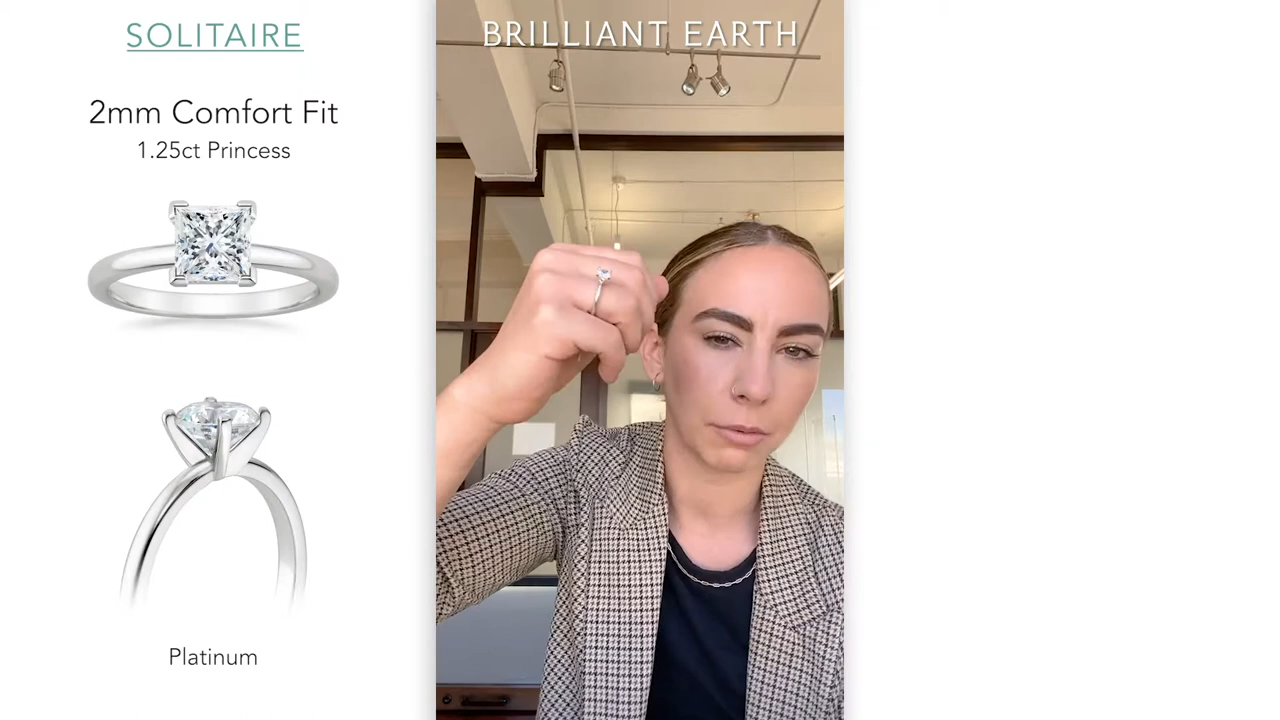 SOLITAIRE
2mm Comfort Fit
1.25ct Princess
Platinum
BRILLIANT EARTH